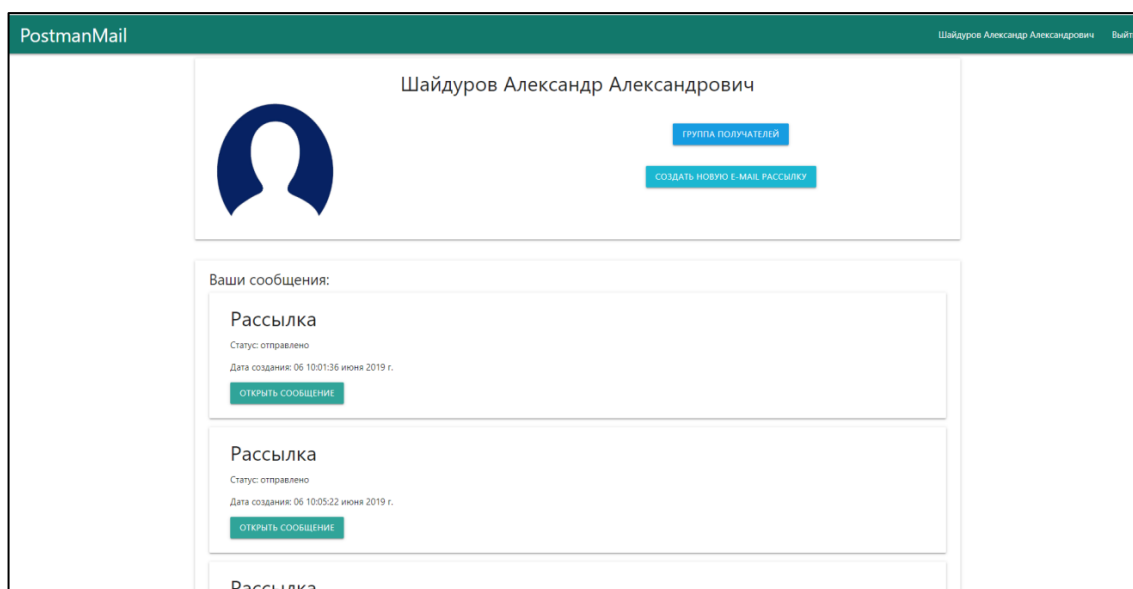 PostmanMail
Шайдуров Александр Александрович
Выйти
Шайдуров Александр Александрович
ГРУППА ПОЛУЧАТЕЛЕЙ
СОЗДАТЬ НОВУЮ E-MAIL РАССЫЛКУ
Ваши сообщения:
Рассылка
Статус: отправлено
Дата создания: 06 10:01:36 июня 2019 г.
ОТКРЫТЬ СООБЩЕНИЕ
Рассылка
Статус: отправлено
Дата создания: 06 10:05:22 июня 2019 г.
ОТКРЫТЬ СООБЩЕНИЕ
Рассылка